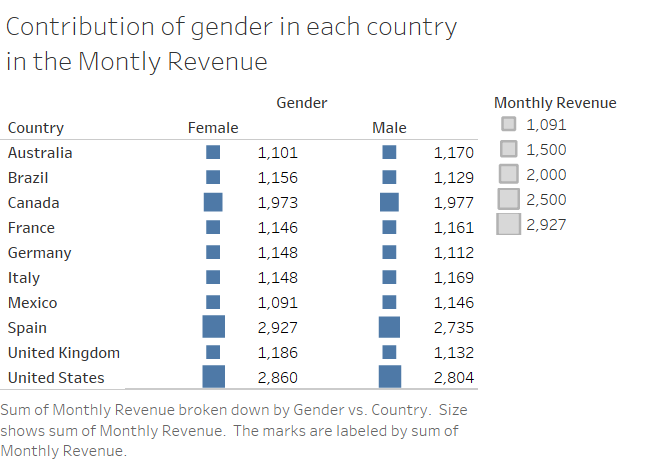 Contribution of gender in each country
in the Montly Revenue
Gender
Country Female Male
Australia 1,101 1,170
Brazil 1,156 1,129
Canada 1,973 1,977
France 1,146 1,161
Germany 1,148 1,112
Italy 1,148 1,169
Mexico 1,091 1,146
Spain 2,927 2,735
United Kingdom 1,186 1,132
United States 2,860 2,804
Monthly Revenue
1,091
1,500
2,000
2,500
2,927
Sum of Monthly Revenue broken down by Gender vs. Country.  Size
shows sum of Monthly Revenue.  The marks are labeled by sum of
Monthly Revenue.